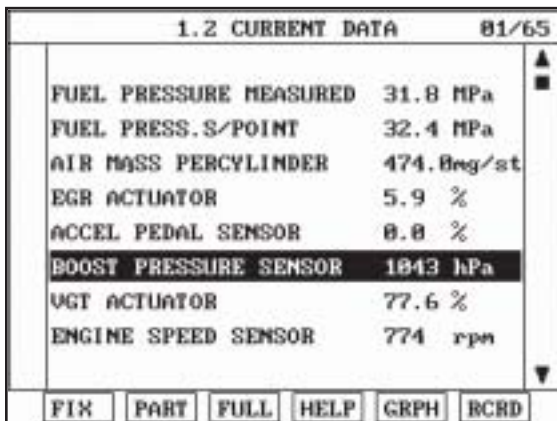 1.2 CURRENT DATA 01/65
FUEL PRESSURE MEASURED 31.8 MPa
FUEL PRESS.S/POINT 32.4 MPa
AIR MASS PERCYLINDER 474.0mg/st
EGR ACTUATOR 5.9 %
ACCEL PEDAL SENSOR 0.0 %
BOOST PRESSURE SENSOR 1043 hPa
VGT ACTUATOR 77.6 %
ENGINE SPEED SENSOR 774 rpm
FIX PART FULL HELP GRPH RCRD